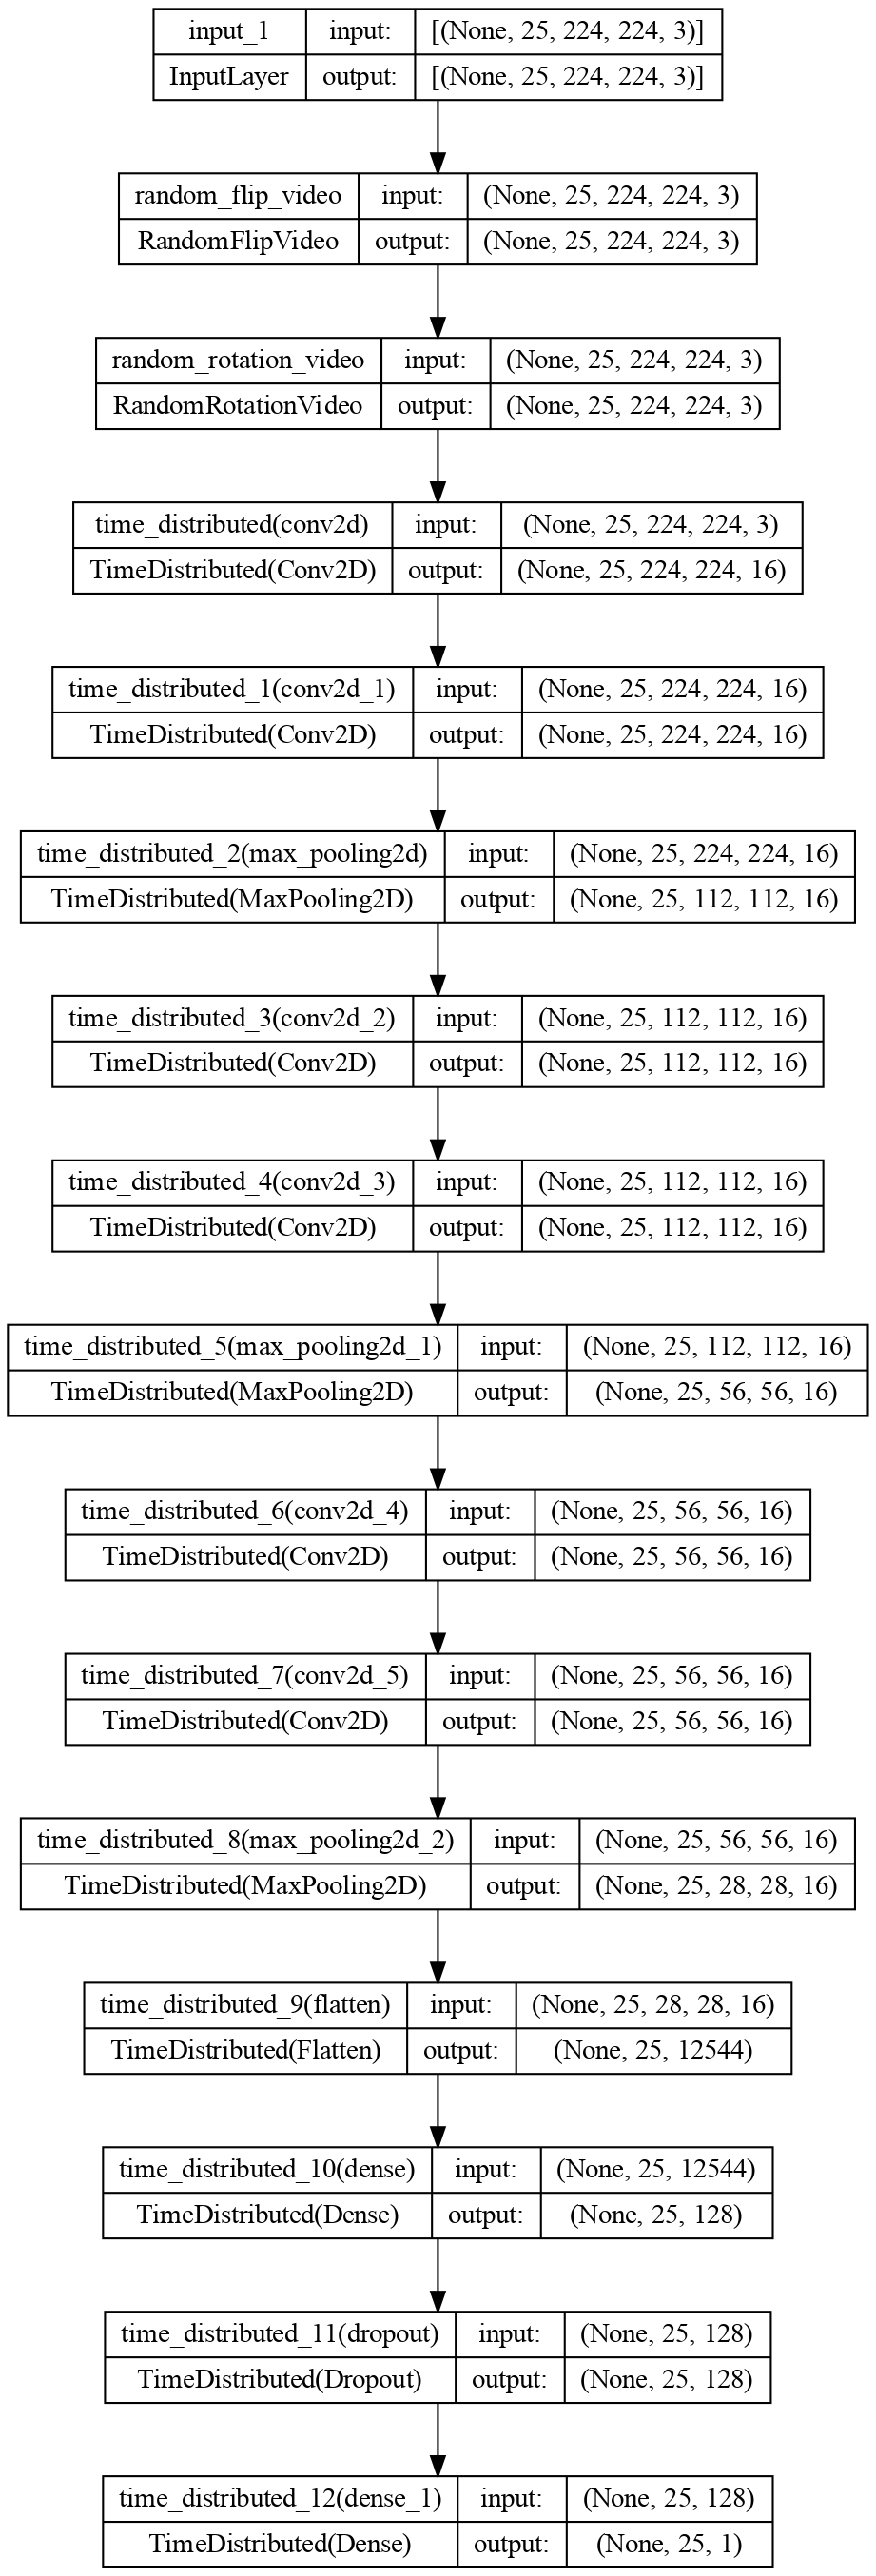 input_1 input: [(None, 25, 224, 224, 3)]
InputLayer output: [(None, 25, 224, 224, 3)]
random_flip_video input: (None, 25, 224, 224, 3)
RandomFlipVideo output: (None, 25, 224, 224, 3)
random_rotation_video input: (None, 25, 224, 224, 3)
RandomRotationVideo output: (None, 25, 224, 224, 3)
time_distributed(conv2d) input: (None, 25, 224, 224, 3)
TimeDistributed(Conv2D) output: (None, 25, 224, 224, 16)
time_distributed_1(conv2d_1) input: (None, 25, 224, 224, 16)
TimeDistributed(Conv2D) output: (None, 25, 224, 224, 16)
time_distributed_2(max_pooling2d) input: (None, 25, 224, 224, 16)
TimeDistributed(MaxPooling2D) output: (None, 25, 112, 112, 16)
time_distributed_3(conv2d_2) input: (None, 25, 112, 112, 16)
TimeDistributed(Conv2D) output: (None, 25, 112, 112, 16)
time_distributed_4(conv2d_3) input: (None, 25, 112, 112, 16)
TimeDistributed(Conv2D) output: (None, 25, 112, 112, 16)
time_distributed_5(max_pooling2d_1) input: (None, 25, 112, 112, 16)
TimeDistributed(MaxPooling2D) output: (None, 25, 56, 56, 16)
time_distributed_6(conv2d_4) input: (None, 25, 56, 56, 16)
TimeDistributed(Conv2D) output: (None, 25, 56, 56, 16)
time_distributed_7(conv2d_5) input: (None, 25, 56, 56, 16)
TimeDistributed(Conv2D) output: (None, 25, 56, 56, 16)
time_distributed_8(max_pooling2d_2) input: (None, 25, 56, 56, 16)
TimeDistributed(MaxPooling2D) output: (None, 25, 28, 28, 16)
time_distributed_9(flatten) input: (None, 25, 28, 28, 16)
TimeDistributed(Flatten) output: (None, 25, 12544)
time_distributed_10(dense) input: (None, 25, 12544)
TimeDistributed(Dense) output: (None, 25, 128)
time_distributed_11(dropout) input: (None, 25, 128)
TimeDistributed(Dropout) output: (None, 25, 128)
time_distributed_12(dense_1) input: (None, 25, 128)
TimeDistributed(Dense) output: (None, 25, 1)